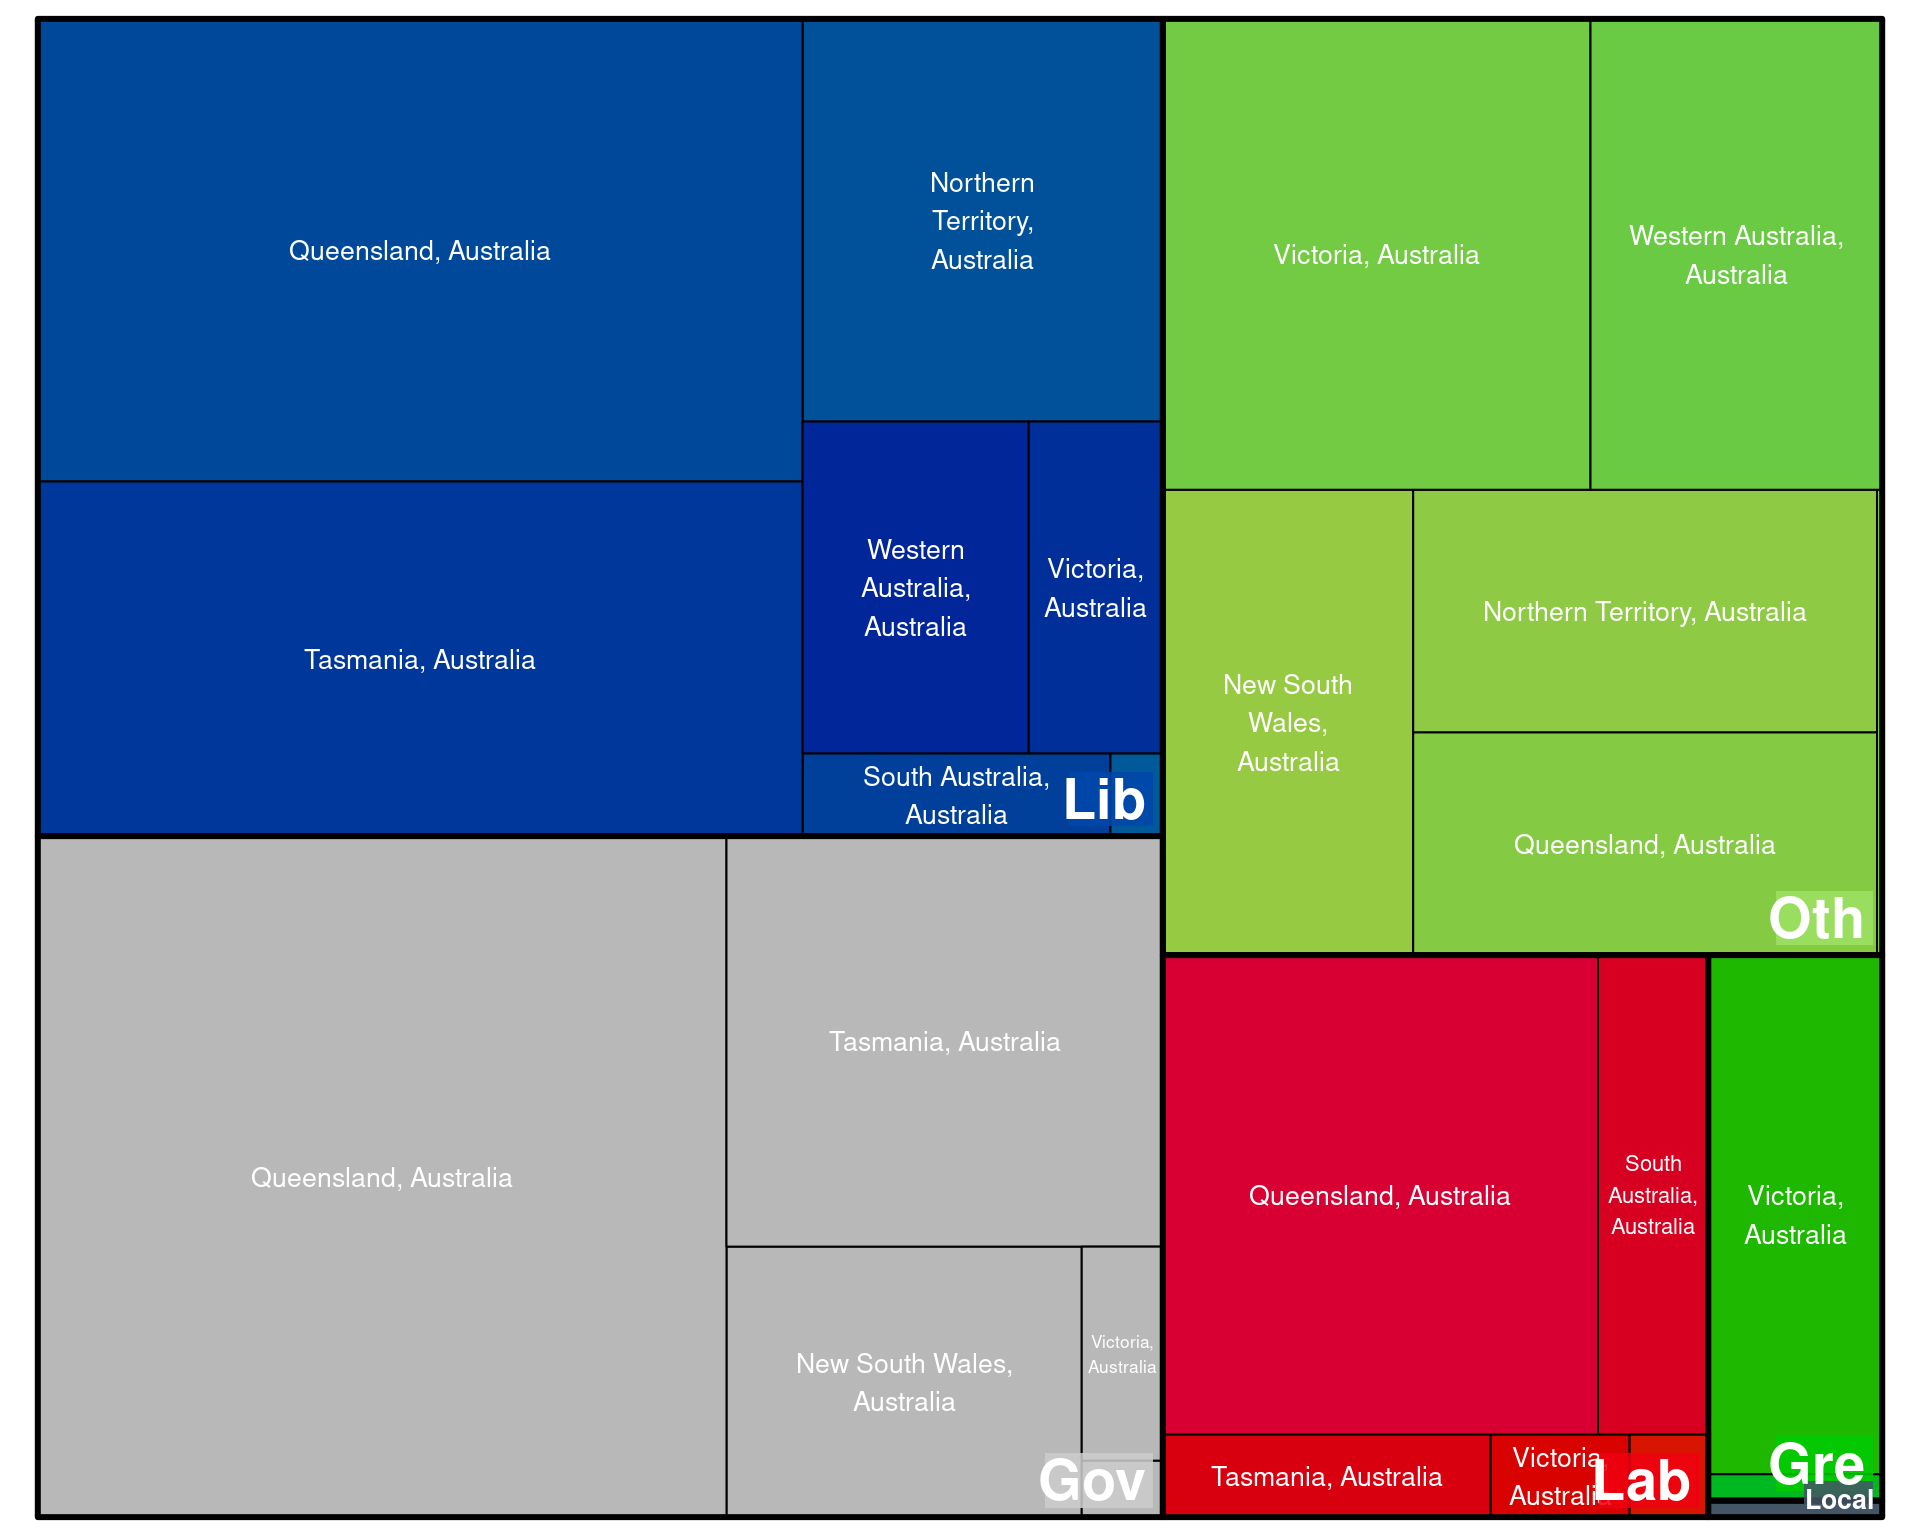 Queensland, Australia
Northern
Territory,
Australia
Tasmania, Australia
Western
Australia,
Australia
Victoria,
Australia
South Australia,
Australia
Lib
Victoria, Australia
Western Australia,
Australia
New South
Wales,
Australia
Northern Territory, Australia
Queensland, Australia
Oth
Queensland, Australia
Tasmania, Australia
New South Wales,
Australia
Victoria,
Australia
Gov
Queensland, Australia
South
Australia,
Australia
Tasmania, Australia
Victoria,
Australia
Lab
Victoria,
Australia
Gre
Local